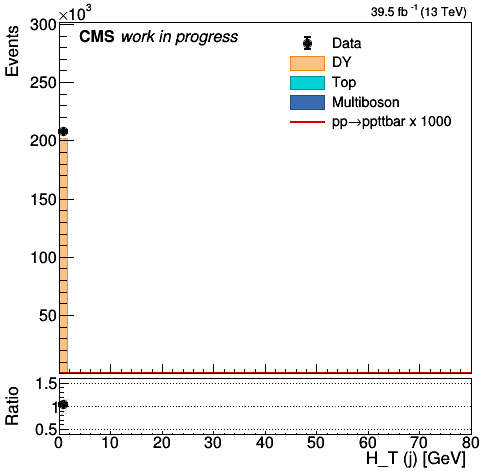 ×10³
39.5 fb⁻¹ (13 TeV)
CMS work in progress
Events
300
250
200
150
100
50
Data
DY
Top
Multiboson
pp→ppttbar x 1000
Ratio
1.5
1
0.5
0 10 20 30 40 50 60 70 80
H_T (j) [GeV]